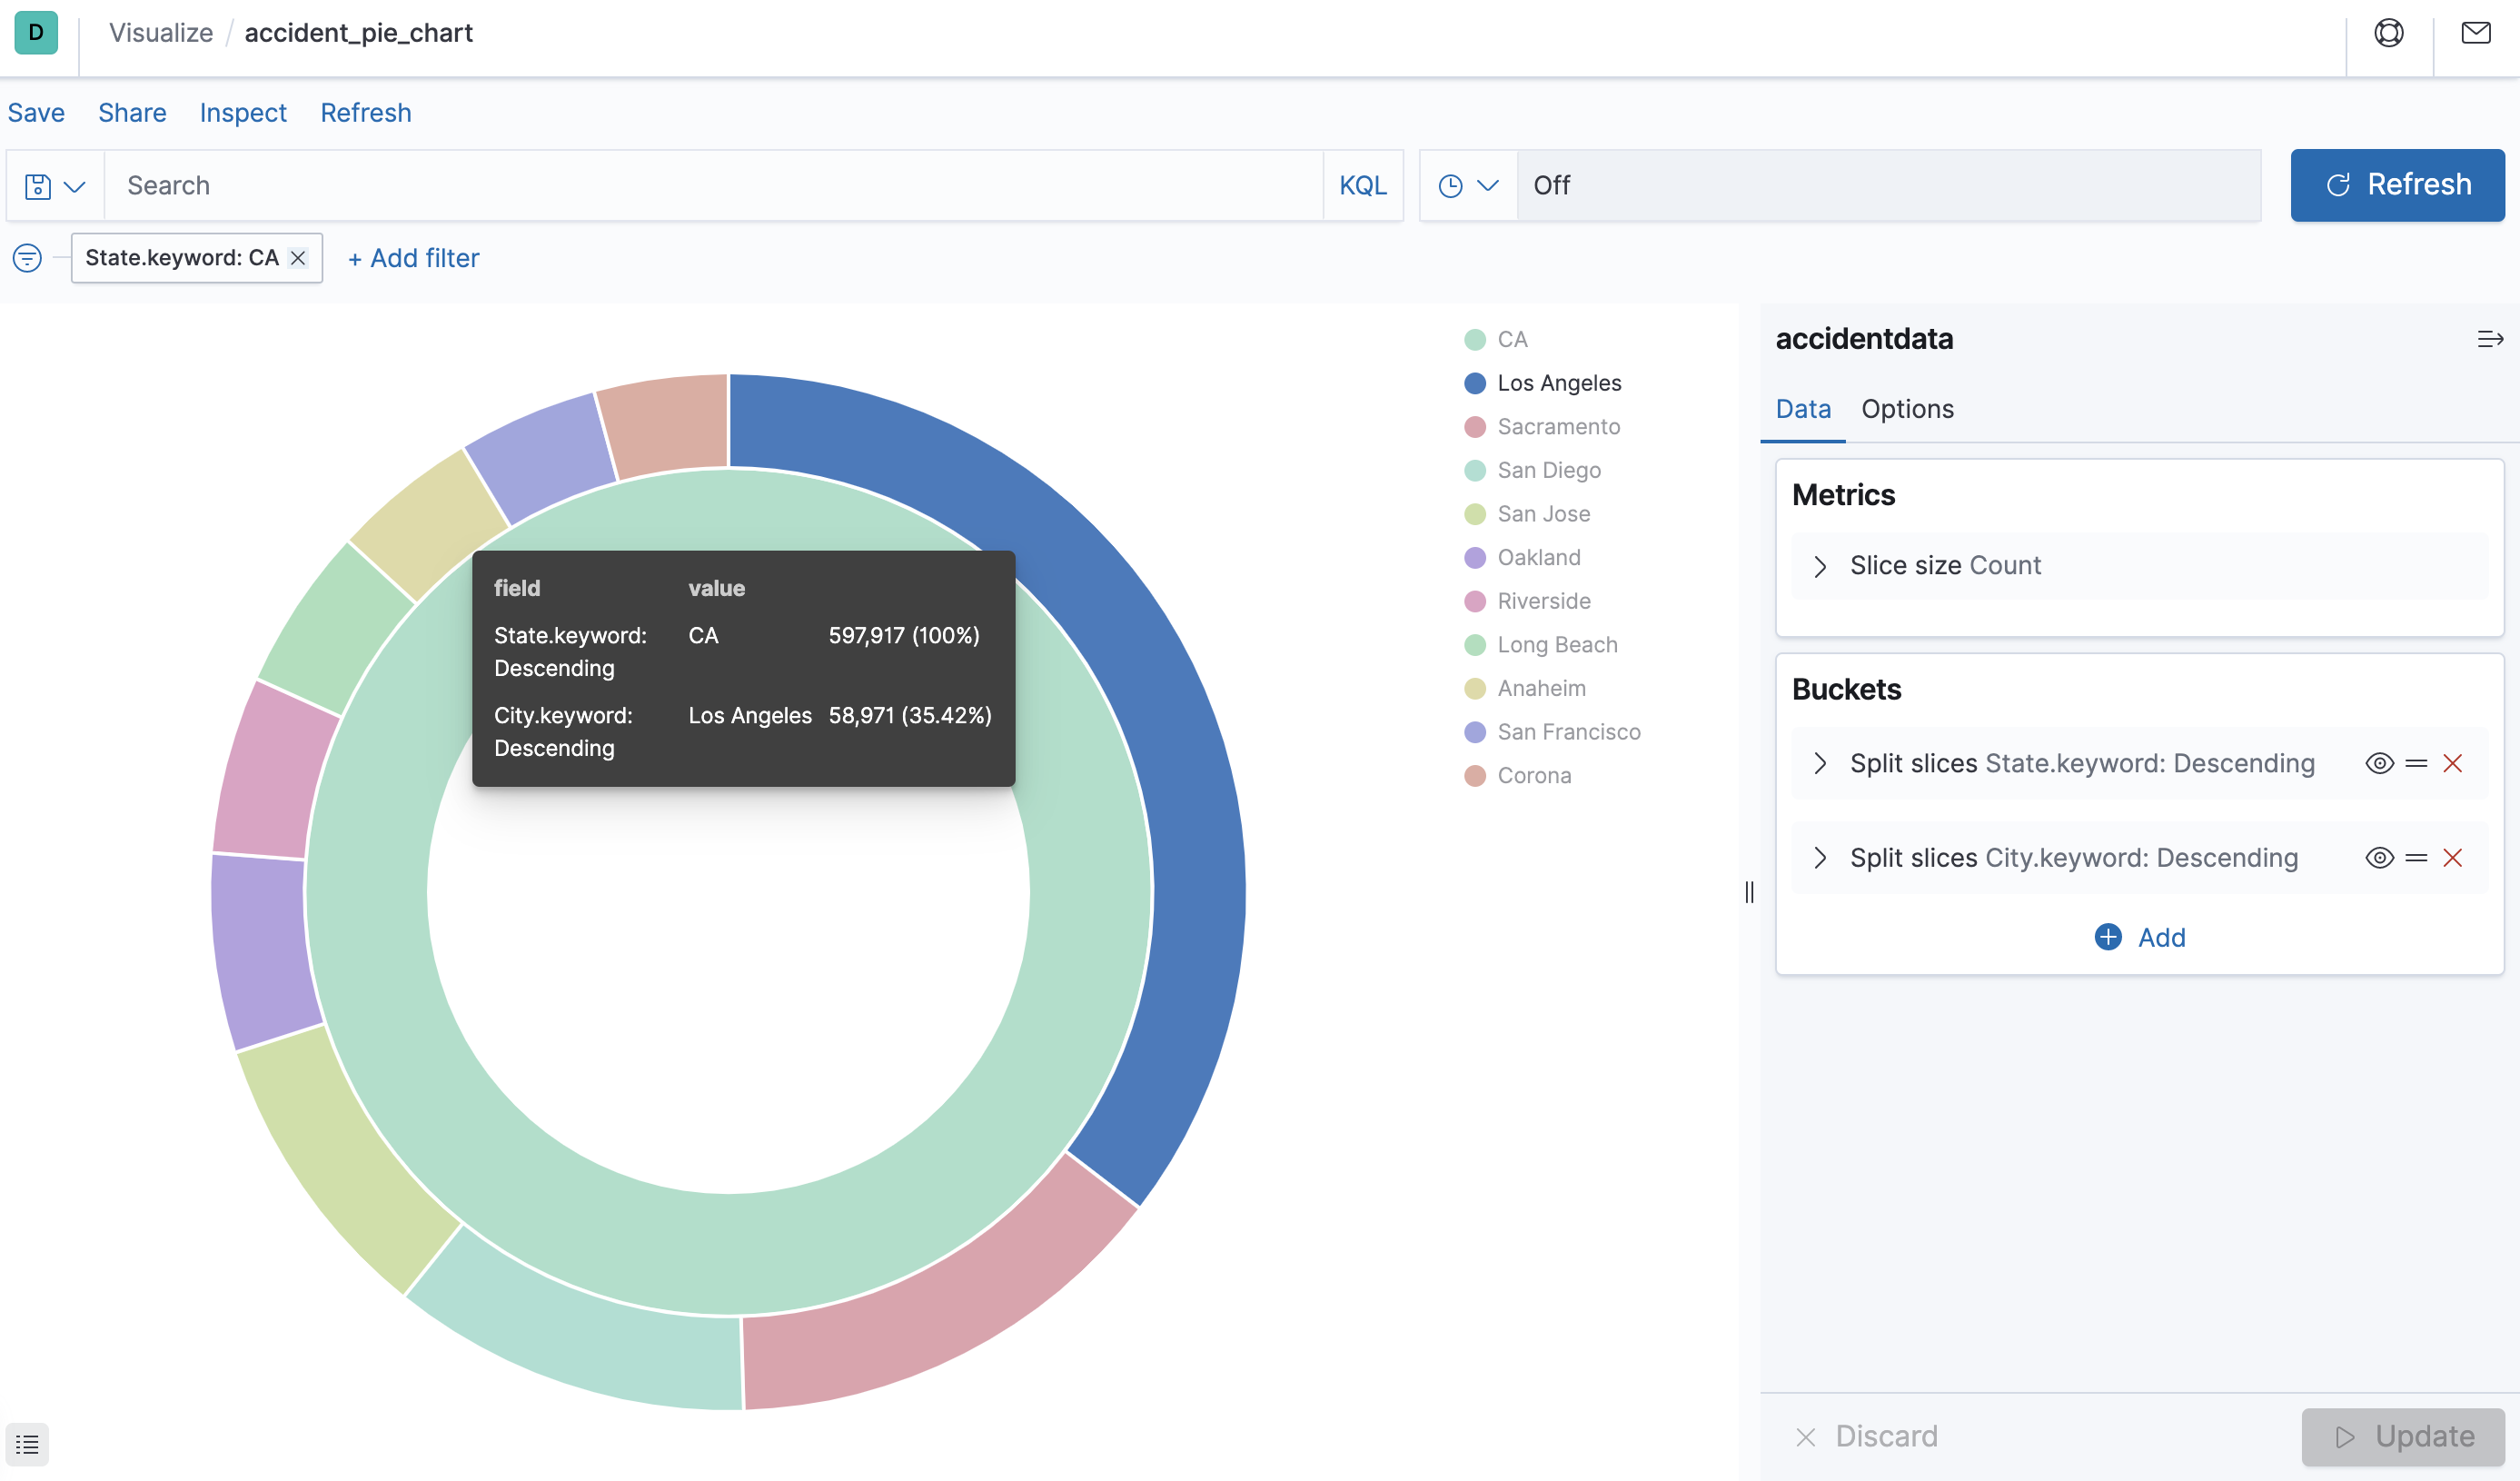 D
Visualize / accident_pie_chart
Save Share Inspect Refresh
Search KQL Off Refresh
State.keyword: CA + Add filter
CA
Los Angeles
Sacramento
San Diego
San Jose
Oakland
Riverside
Long Beach
Anaheim
San Francisco
Corona
field value
State.keyword: CA 597,917 (100%)
Descending
City.keyword: Los Angeles 58,971 (35.42%)
Descending
accidentdata
Data Options
Metrics
Slice size Count
Buckets
Split slices State.keyword: Descending
Split slices City.keyword: Descending
Add
Discard Update